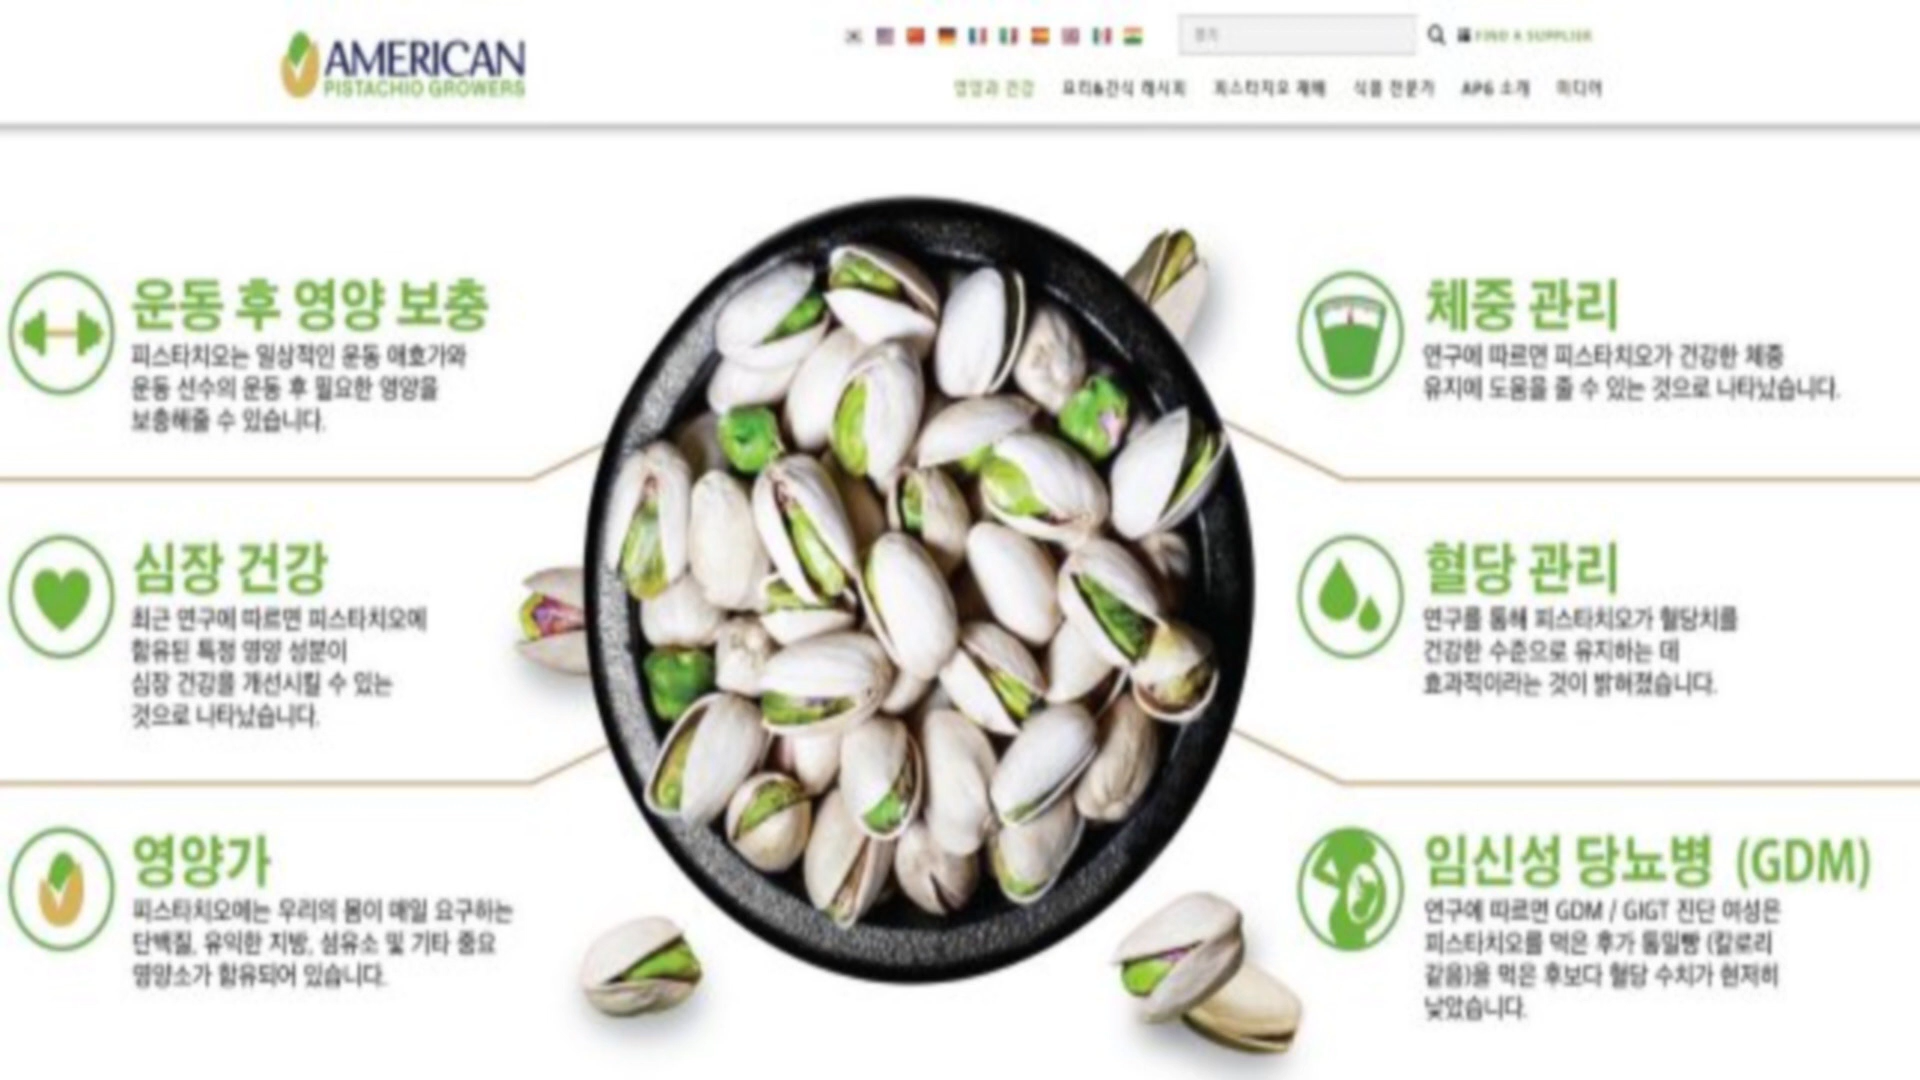 AMERICAN
PISTACHIO GROWERS
FIND A SUPPLIER
영양과 건강 요리&간식 레시피 피스타치오 재배 식품 전문가 APG 소개 미디어
운동 후 영양 보충
피스타치오는 일상적인 운동 애호가와
운동 선수의 운동 후 필요한 영양을
보충해줄 수 있습니다.
심장 건강
최근 연구에 따르면 피스타치오에
함유된 특정 영양 성분이
심장 건강을 개선시킬 수 있는
것으로 나타났습니다.
영양가
피스타치오에는 우리의 몸이 매일 요구하는
단백질, 유익한 지방, 섬유소 및 기타 중요
영양소가 함유되어 있습니다.
체중 관리
연구에 따르면 피스타치오가 건강한 체중
유지에 도움을 줄 수 있는 것으로 나타났습니다.
혈당 관리
연구를 통해 피스타치오가 혈당치를
건강한 수준으로 유지하는 데
효과적이라는 것이 밝혀졌습니다.
임신성 당뇨병 (GDM)
연구에 따르면 GDM / GIGT 진단 여성은
피스타치오를 먹은 후가 통밀빵 (칼로리
같음)을 먹은 후보다 혈당 수치가 현저히
낮았습니다.